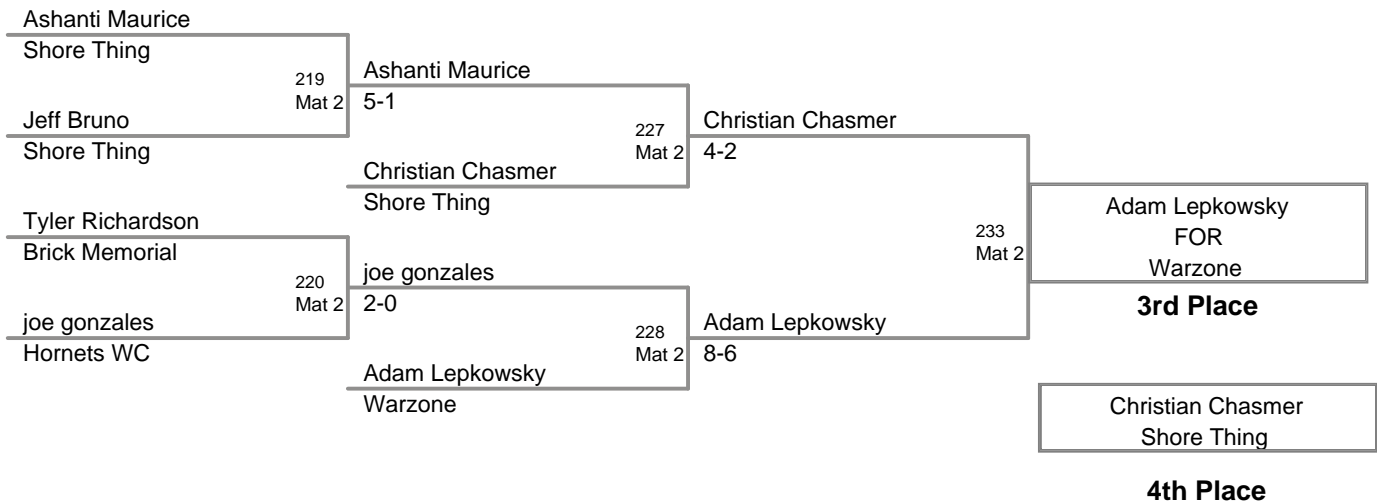 Ashanti Maurice
Shore Thing
219
Mat 2
Ashanti Maurice
5-1
Jeff Bruno
Shore Thing
227
Mat 2
Christian Chasmer
4-2
Christian Chasmer
Shore Thing
Tyler Richardson
Brick Memorial
220
Mat 2
joe gonzales
2-0
joe gonzales
Hornets WC
228
Mat 2
Adam Lepkowsky
8-6
Adam Lepkowsky
Warzone
233
Mat 2
Adam Lepkowsky
FOR
Warzone
3rd Place
Christian Chasmer
Shore Thing
4th Place